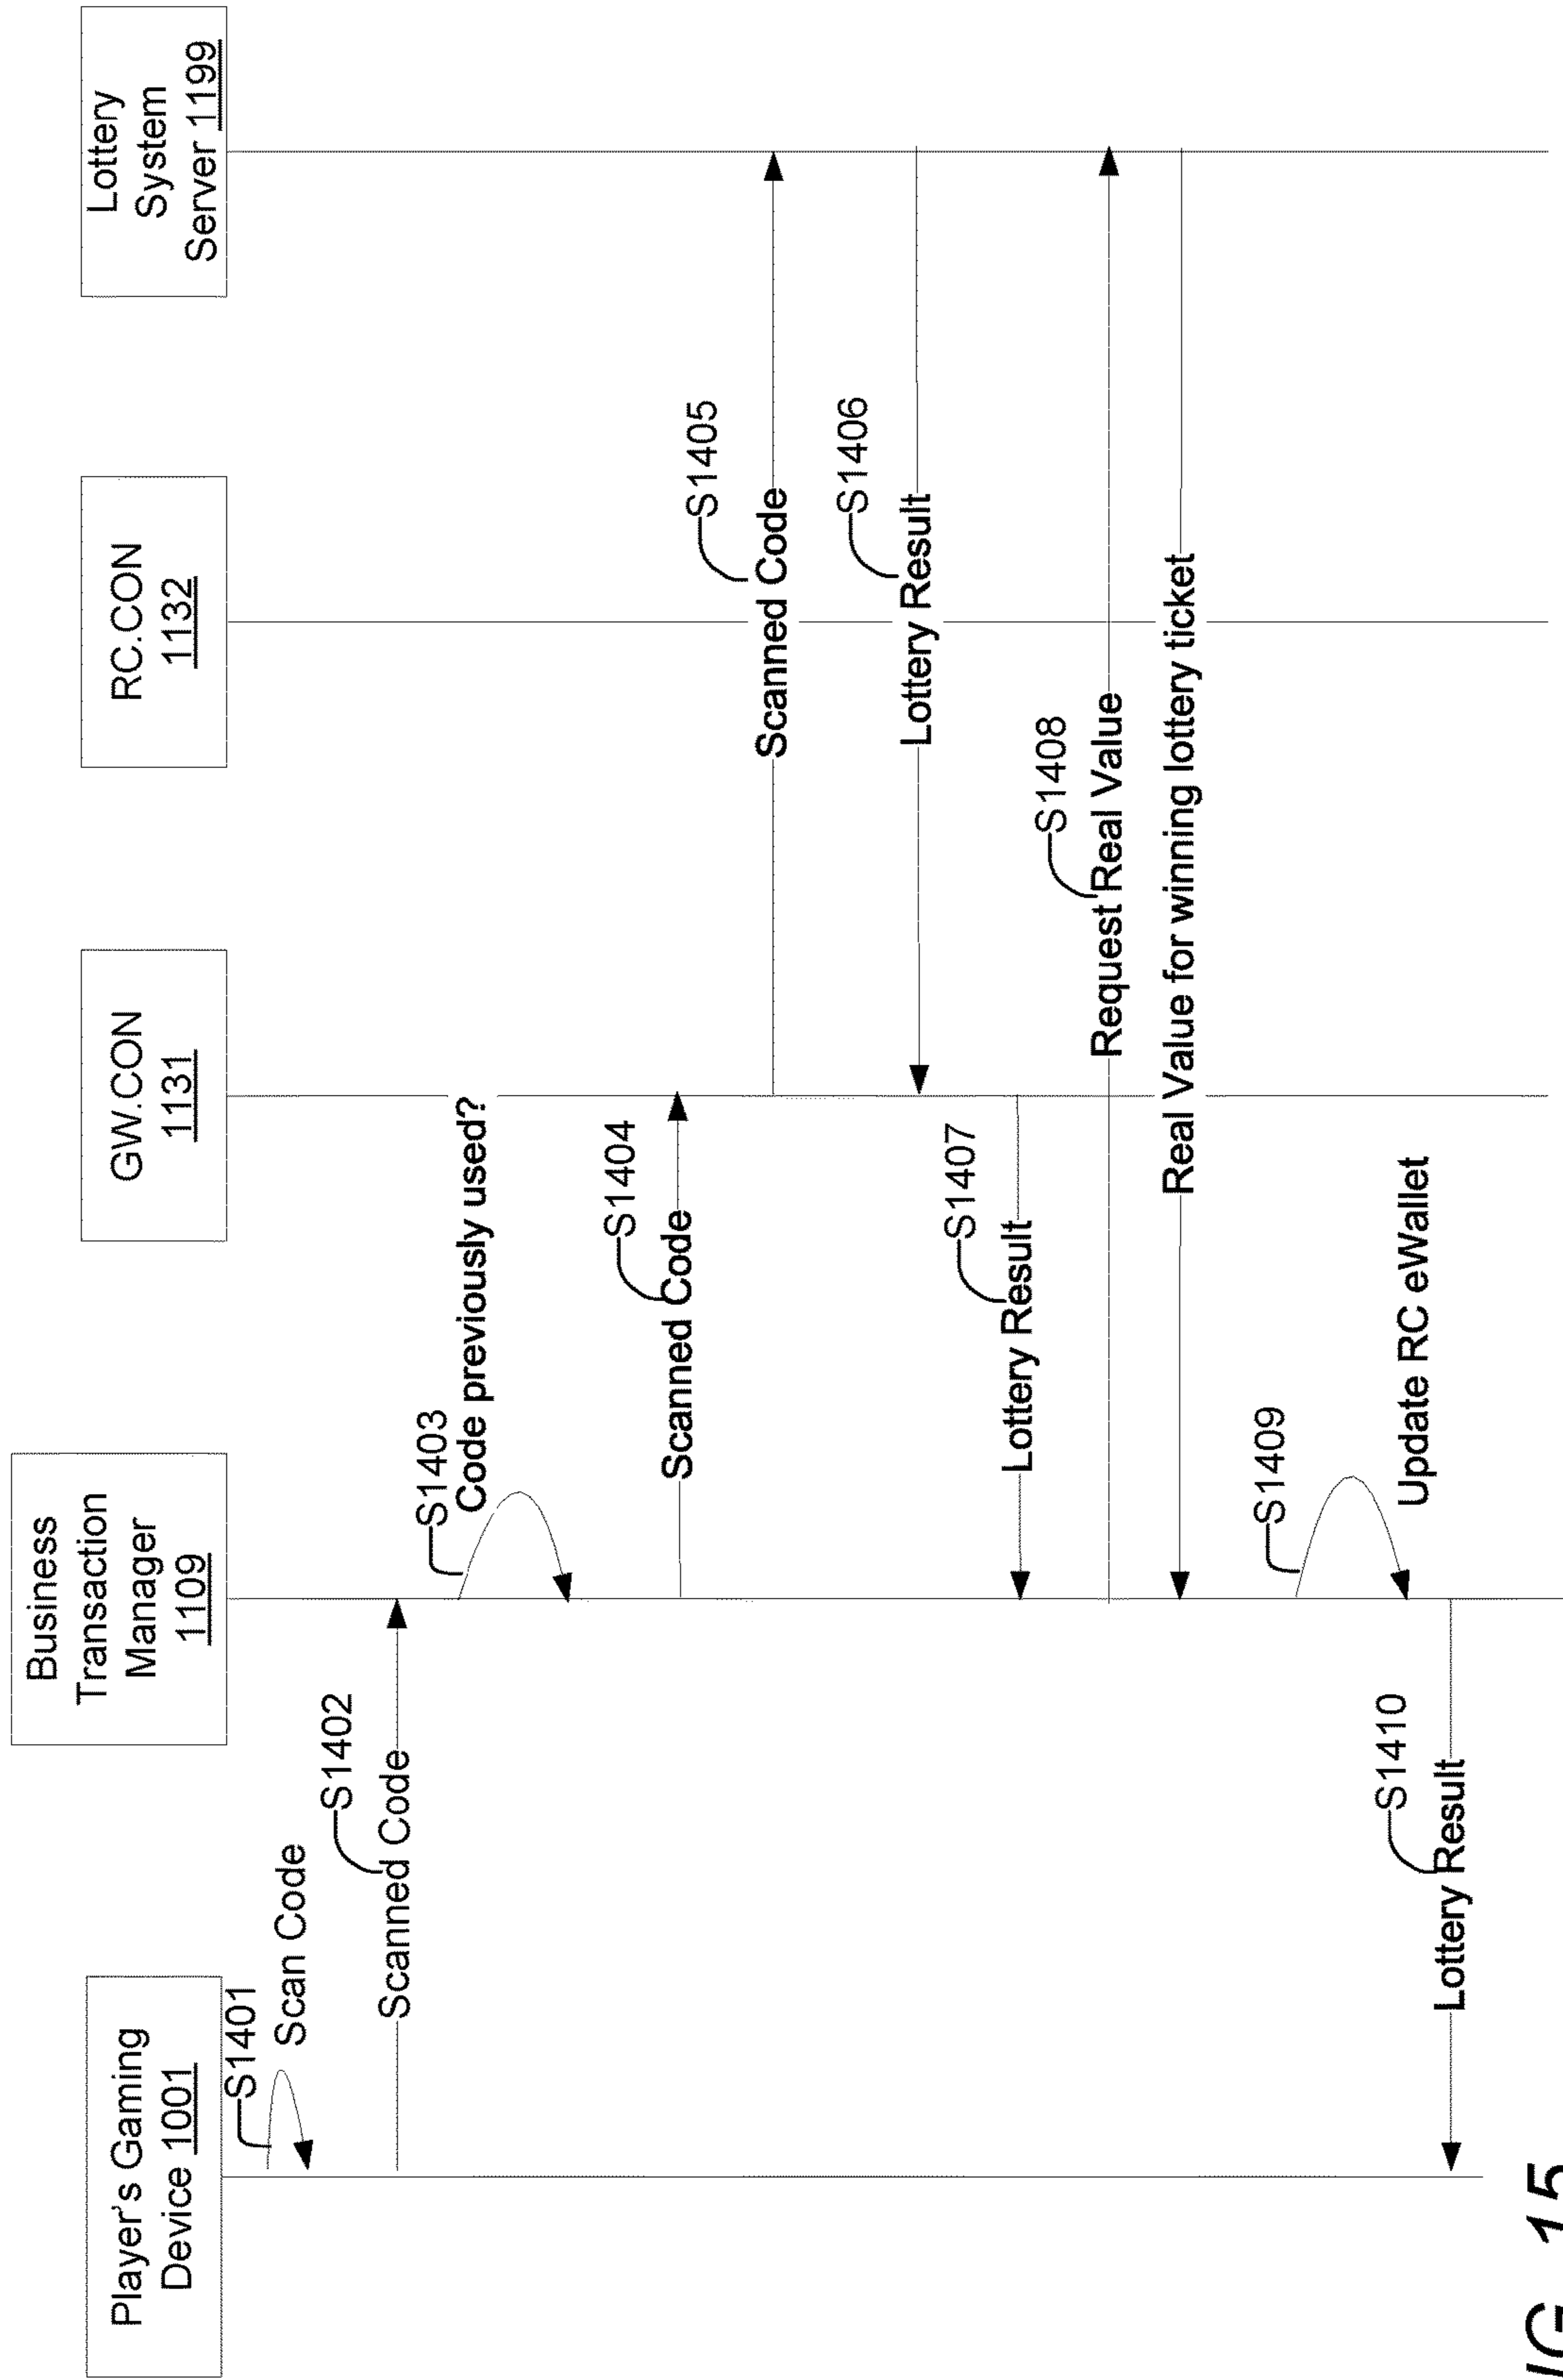 Player's Gaming
Device 1001
Business
Transaction
Manager
1109
GW.CON
1131
RC.CON
1132
Lottery
System
Server 1199
S1401
Scan Code
S1402
Scanned Code
S1403
Code previously used?
S1404
Scanned Code
S1405
Scanned Code
S1406
Lottery Result
S1407
Lottery Result
S1408
Request Real Value
Real Value for winning lottery ticket
S1409
Update RC eWallet
S1410
Lottery Result
IG. 15